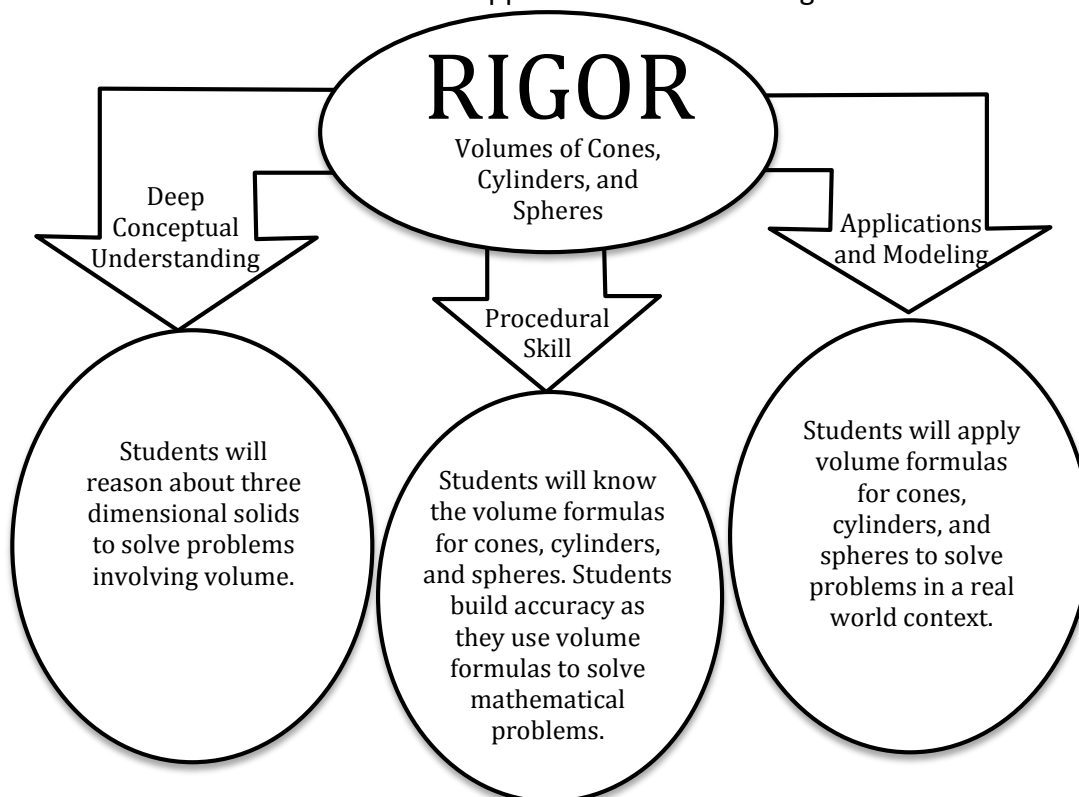 RIGOR
Volumes of Cones,
Cylinders, and
Spheres
Deep
Conceptual
Understanding
Procedural
Skill
Applications
and Modeling
Students will
reason about three
dimensional solids
to solve problems
involving volume.
Students will know
the volume formulas
for cones, cylinders,
and spheres. Students
build accuracy as
they use volume
formulas to solve
mathematical
problems.
Students will apply
volume formulas
for cones,
cylinders, and
spheres to solve
problems in a real
world context.